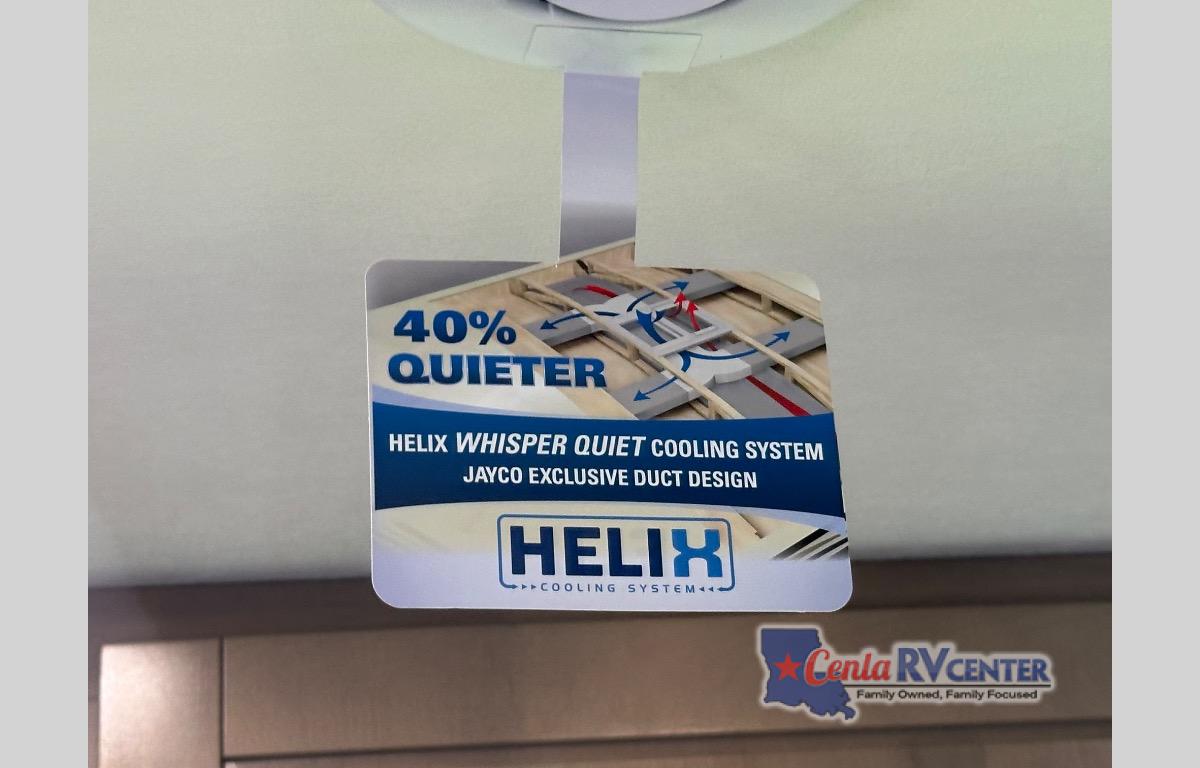 40%
QUIETER
HELIX WHISPER QUIET COOLING SYSTEM
JAYCO EXCLUSIVE DUCT DESIGN
HELIX
COOLING SYSTEM
Cenla RV CENTER
Family Owned, Family Focused